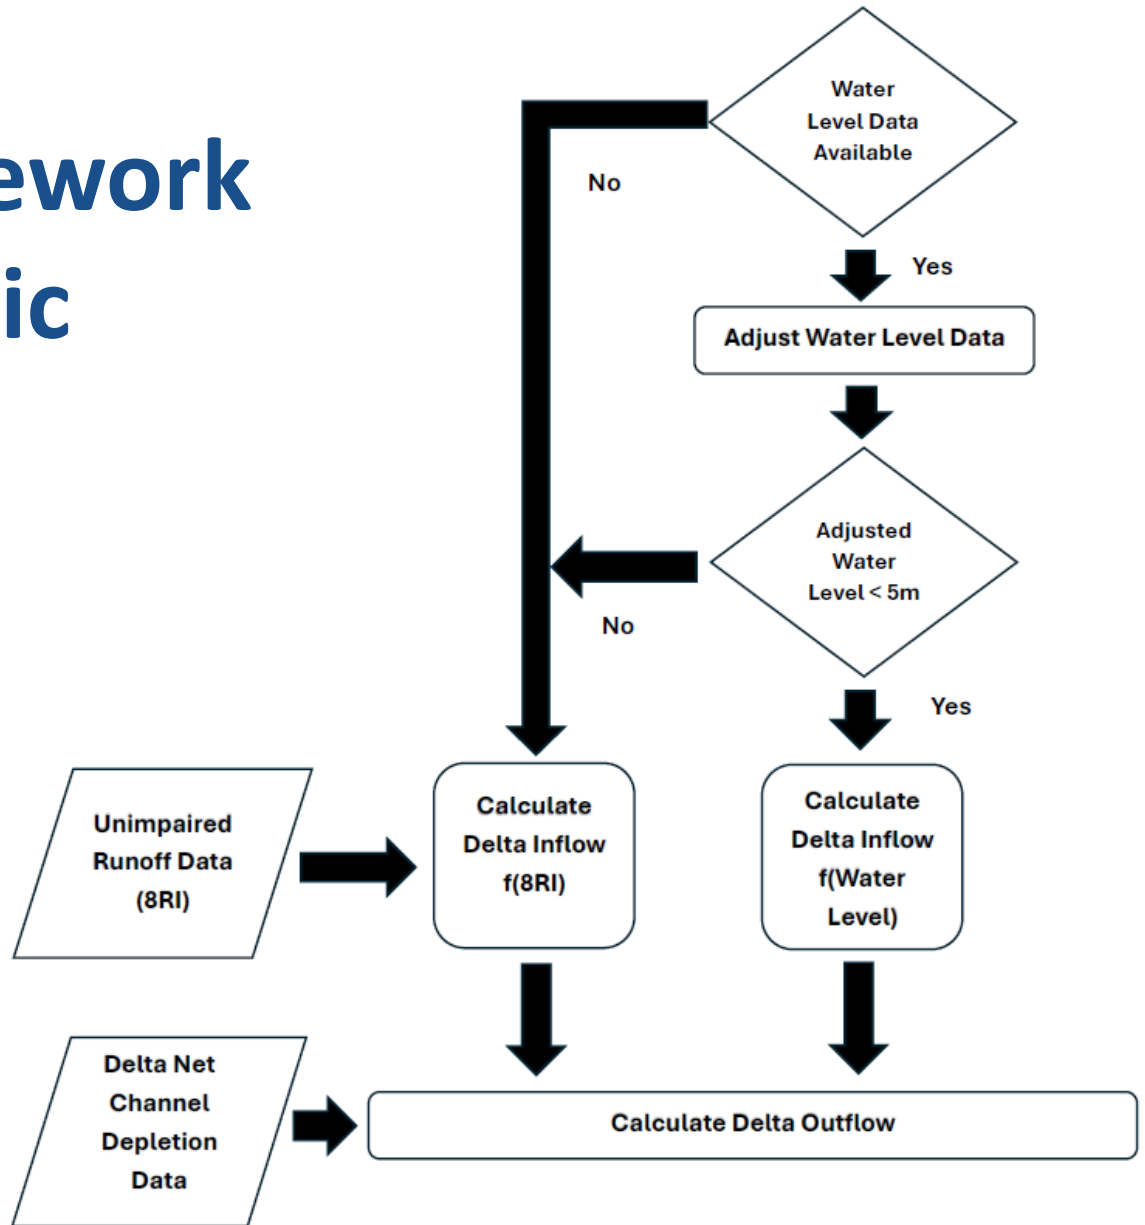 ework
ic
Water
Level Data
Available
No
Yes
Adjust Water Level Data
Adjusted
Water
Level < 5m
No
Yes
Unimpaired
Runoff Data
(8RI)
Calculate
Delta Inflow
f(8RI)
Calculate
Delta Inflow
f(Water
Level)
Delta Net
Channel
Depletion
Data
Calculate Delta Outflow